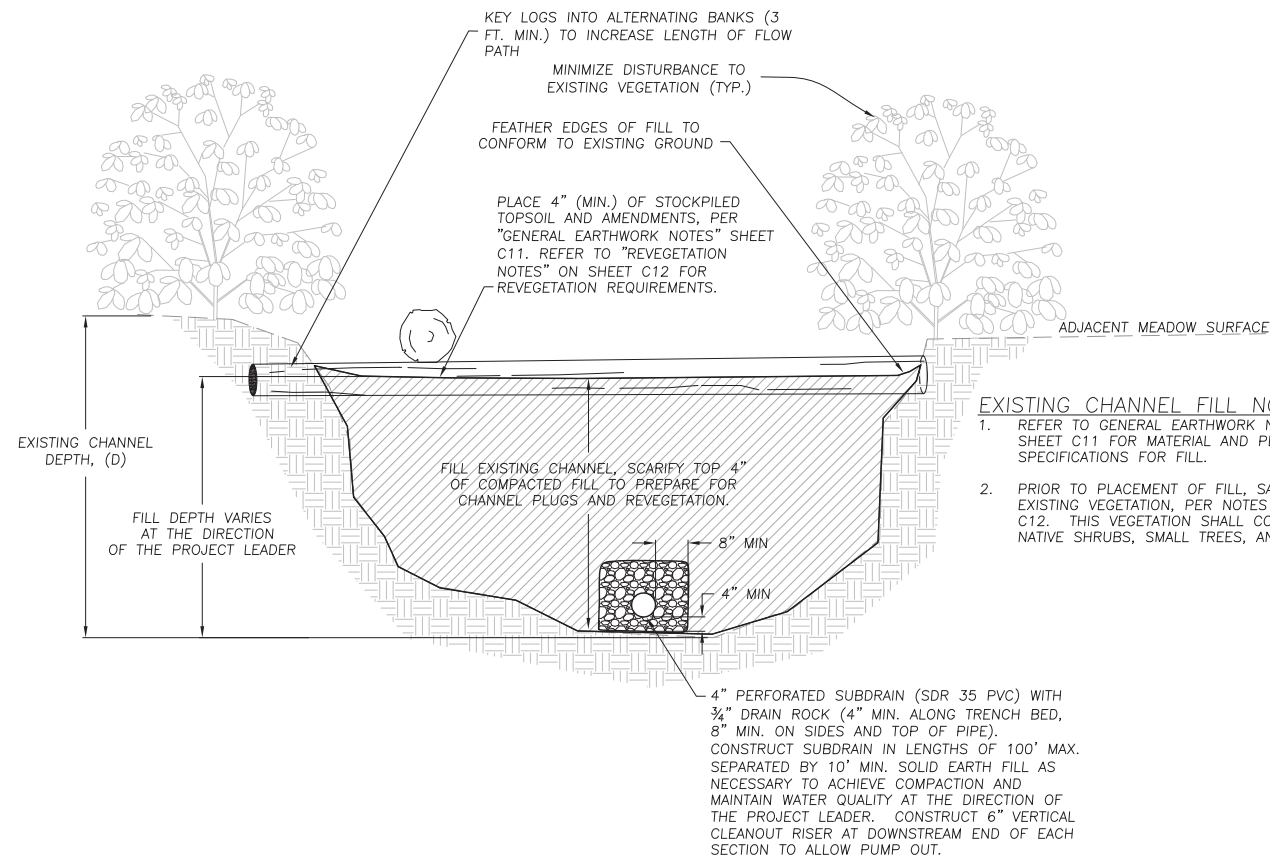 KEY LOGS INTO ALTERNATING BANKS (3
FT. MIN.) TO INCREASE LENGTH OF FLOW
PATH
MINIMIZE DISTURBANCE TO
EXISTING VEGETATION (TYP.)
FEATHER EDGES OF FILL TO
CONFORM TO EXISTING GROUND
PLACE 4" (MIN.) OF STOCKPILED
TOPSOIL AND AMENDMENTS, PER
"GENERAL EARTHWORK NOTES" SHEET
C11. REFER TO "REVEGETATION
NOTES" ON SHEET C12 FOR
REVEGETATION REQUIREMENTS.
ADJACENT MEADOW SURFACE
EXISTING CHANNEL
DEPTH, (D)
FILL DEPTH VARIES
AT THE DIRECTION
OF THE PROJECT LEADER
FILL EXISTING CHANNEL, SCARIFY TOP 4"
OF COMPACTED FILL TO PREPARE FOR
CHANNEL PLUGS AND REVEGETATION.
8" MIN
4" MIN
EXISTING CHANNEL FILL NO
1. REFER TO GENERAL EARTHWORK N
SHEET C11 FOR MATERIAL AND P
SPECIFICATIONS FOR FILL.
2. PRIOR TO PLACEMENT OF FILL, SA
EXISTING VEGETATION, PER NOTES
C12. THIS VEGETATION SHALL CO
NATIVE SHRUBS, SMALL TREES, AN
4" PERFORATED SUBDRAIN (SDR 35 PVC) WITH
¾" DRAIN ROCK (4" MIN. ALONG TRENCH BED,
8" MIN. ON SIDES AND TOP OF PIPE).
CONSTRUCT SUBDRAIN IN LENGTHS OF 100' MAX.
SEPARATED BY 10' MIN. SOLID EARTH FILL AS
NECESSARY TO ACHIEVE COMPACTION AND
MAINTAIN WATER QUALITY AT THE DIRECTION OF
THE PROJECT LEADER. CONSTRUCT 6" VERTICAL
CLEANOUT RISER AT DOWNSTREAM END OF EACH
SECTION TO ALLOW PUMP OUT.